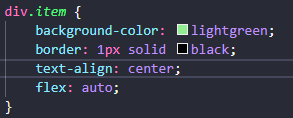 div.item {
    background-color: lightgreen;
    border: 1px solid black;
    text-align: center;
    flex: auto;
}